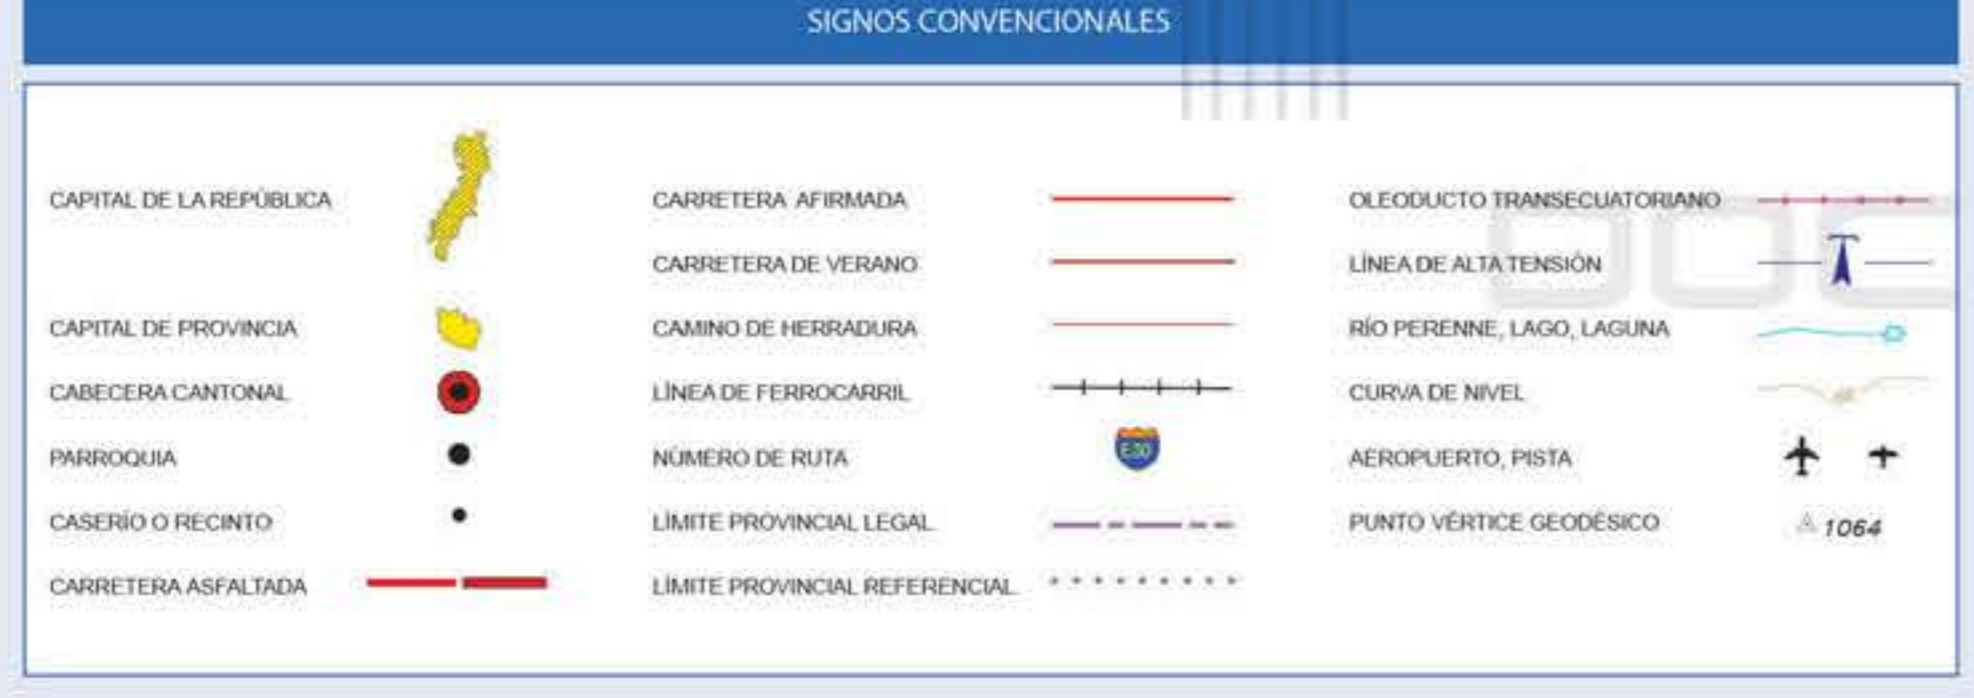 SIGNOS CONVENCIONALES
CAPITAL DE LA REPÚBLICA
CAPITAL DE PROVINCIA
CABECERA CANTONAL
PARROQUIA
CASERÍO O RECINTO
CARRETERA ASFALTADA
CARRETERA AFIRMADA
CARRETERA DE VERANO
CAMINO DE HERRADURA
LÍNEA DE FERROCARRIL
NÚMERO DE RUTA
LÍMITE PROVINCIAL LEGAL
LÍMITE PROVINCIAL REFERENCIAL
OLEODUCTO TRANSECUATORIANO
LÍNEA DE ALTA TENSIÓN
RÍO PERENNE, LAGO, LAGUNA
CURVA DE NIVEL
AEROPUERTO, PISTA
PUNTO VÉRTICE GEODÉSICO
1064